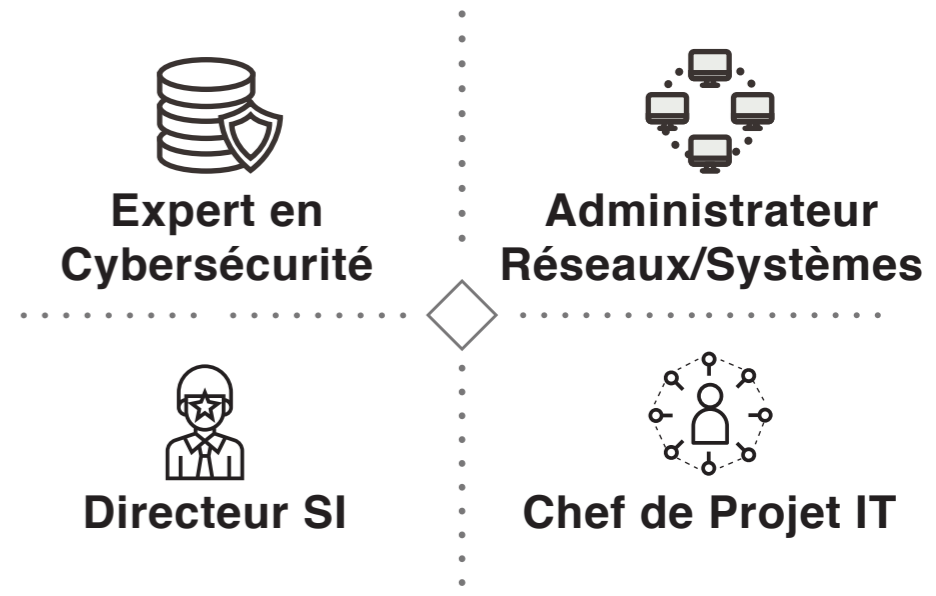 Expert en
Cybersécurité
Administrateur
Réseaux/Systèmes
Directeur SI
Chef de Projet IT